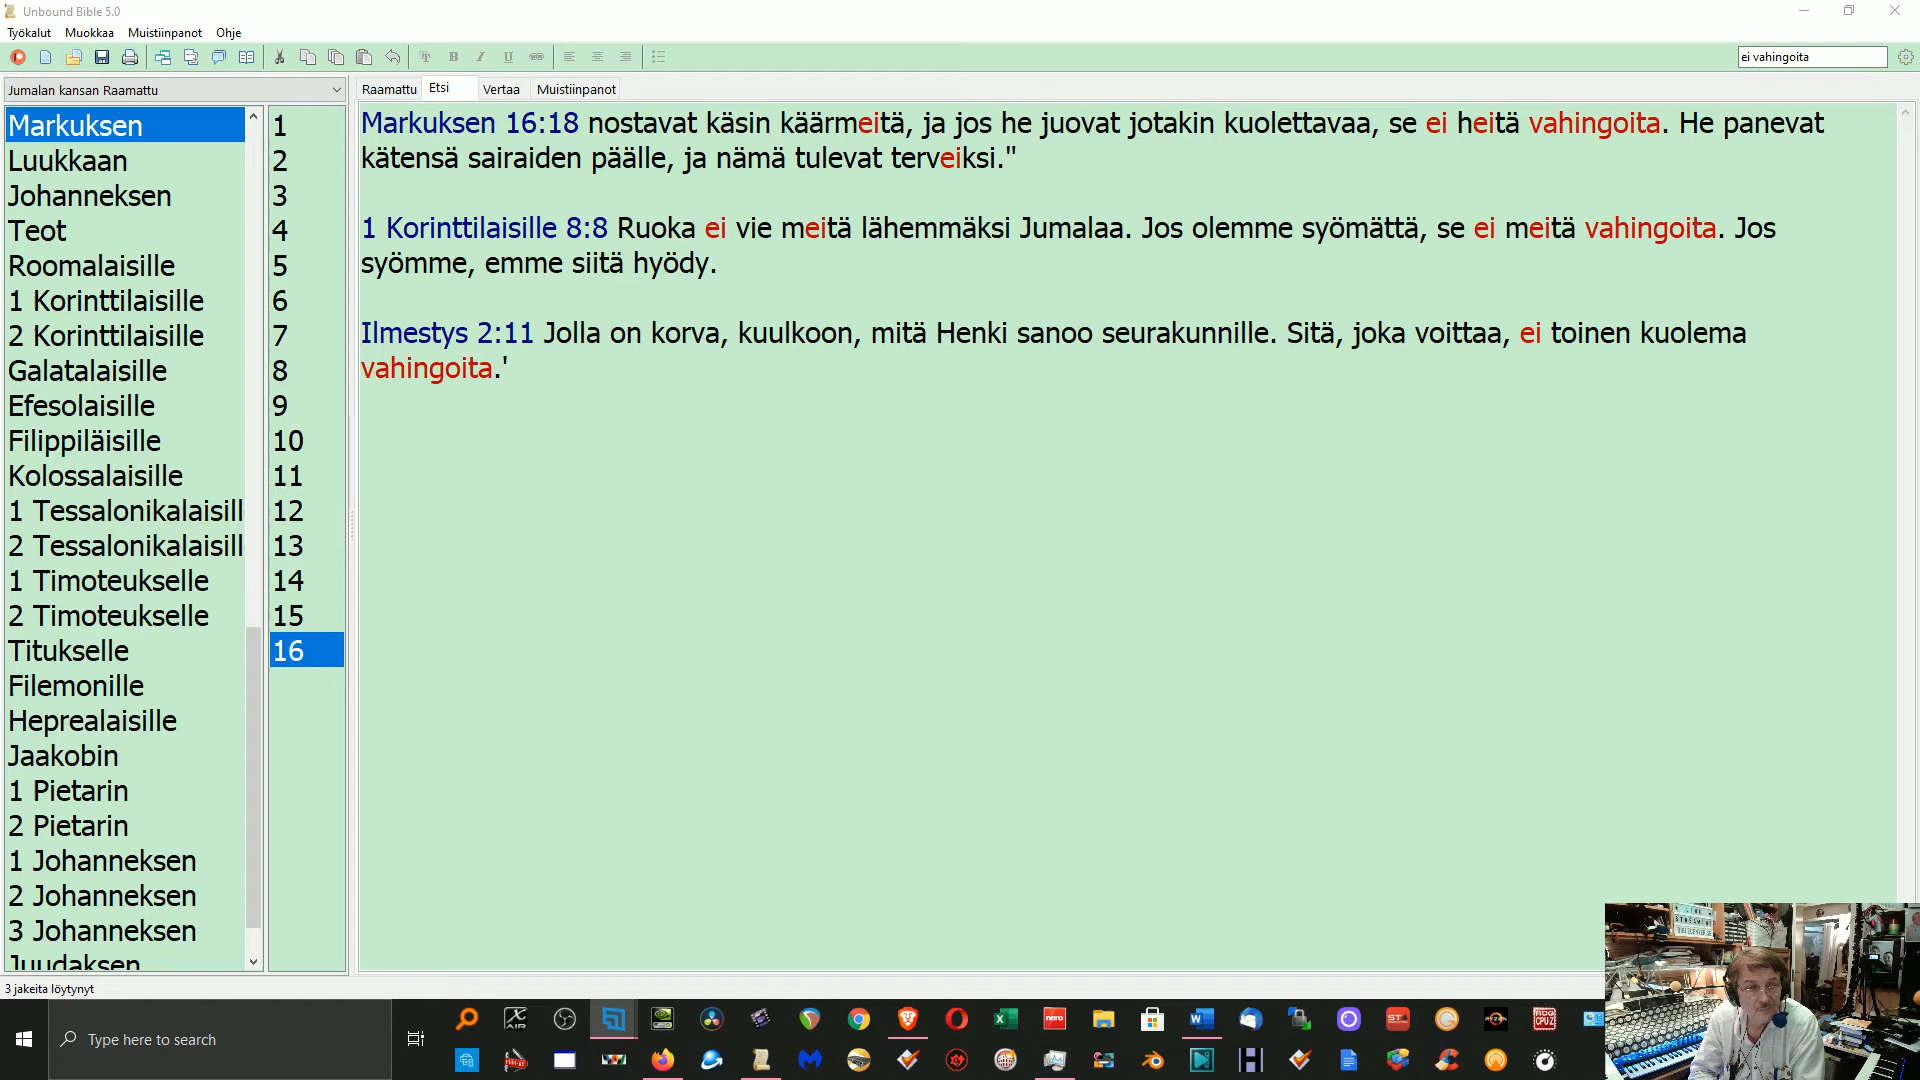 Unbound Bible 5.0
Työkalut Muokkaa Muistiinpanot Ohje
ei vahingoita
Jumalan kansan Raamattu
Raamattu Etsi Vertaa Muistiinpanot
Markuksen
Luukkaan
Johanneksen
Teot
Roomalaisille
1 Korinttilaisille
2 Korinttilaisille
Galatalaisille
Efesolaisille
Filippiläisille
Kolossalaisille
1 Tessalonikalaisill
2 Tessalonikalaisill
1 Timoteukselle
2 Timoteukselle
Titukselle
Filemonille
Heprealaisille
Jaakobin
1 Pietarin
2 Pietarin
1 Johanneksen
2 Johanneksen
3 Johanneksen
Juudaksen
1
2
3
4
5
6
7
8
9
10
11
12
13
14
15
16
Markuksen 16:18 nostavat käsin käärmeitä, ja jos he juovat jotakin kuolettavaa, se ei heitä vahingoita. He panevat
kätensä sairaiden päälle, ja nämä tulevat terveiksi."
1 Korinttilaisille 8:8 Ruoka ei vie meitä lähemmäksi Jumalaa. Jos olemme syömättä, se ei meitä vahingoita. Jos
syömme, emme siitä hyödy.
Ilmestys 2:11 Jolla on korva, kuulkoon, mitä Henki sanoo seurakunnille. Sitä, joka voittaa, ei toinen kuolema
vahingoita.'
3 jakeita löytynyt
Type here to search